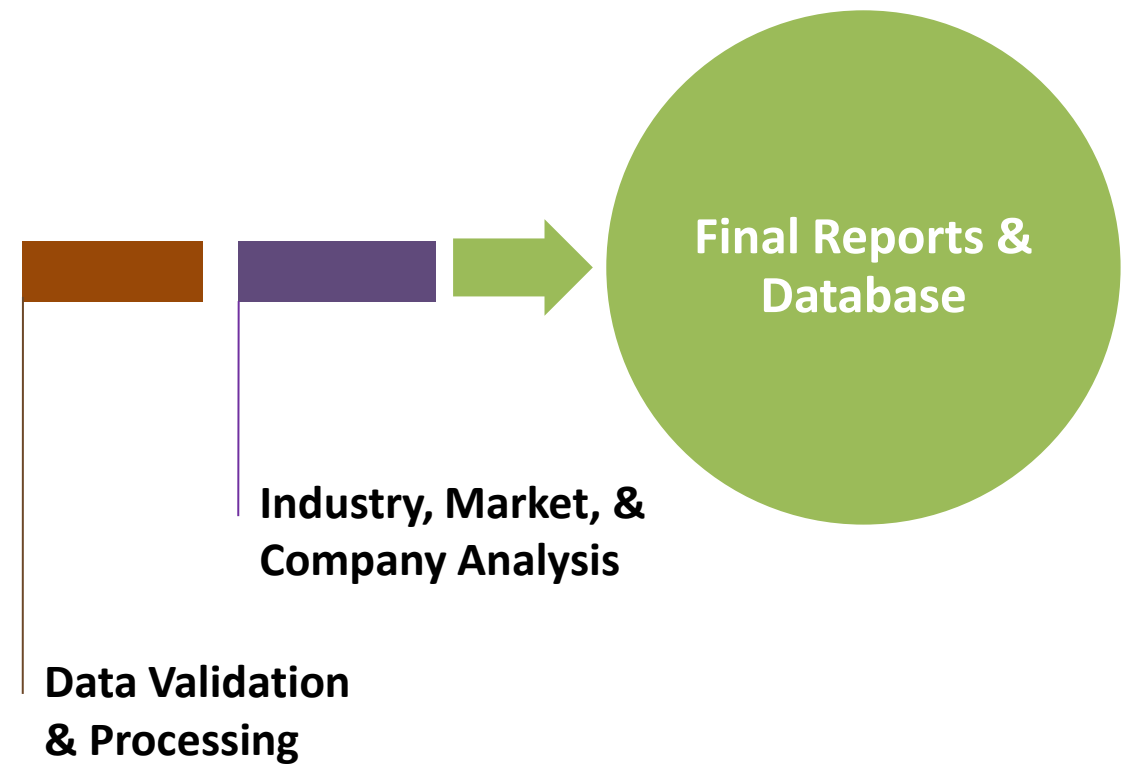 Final Reports &
Database
Industry, Market, &
Company Analysis
Data Validation
& Processing